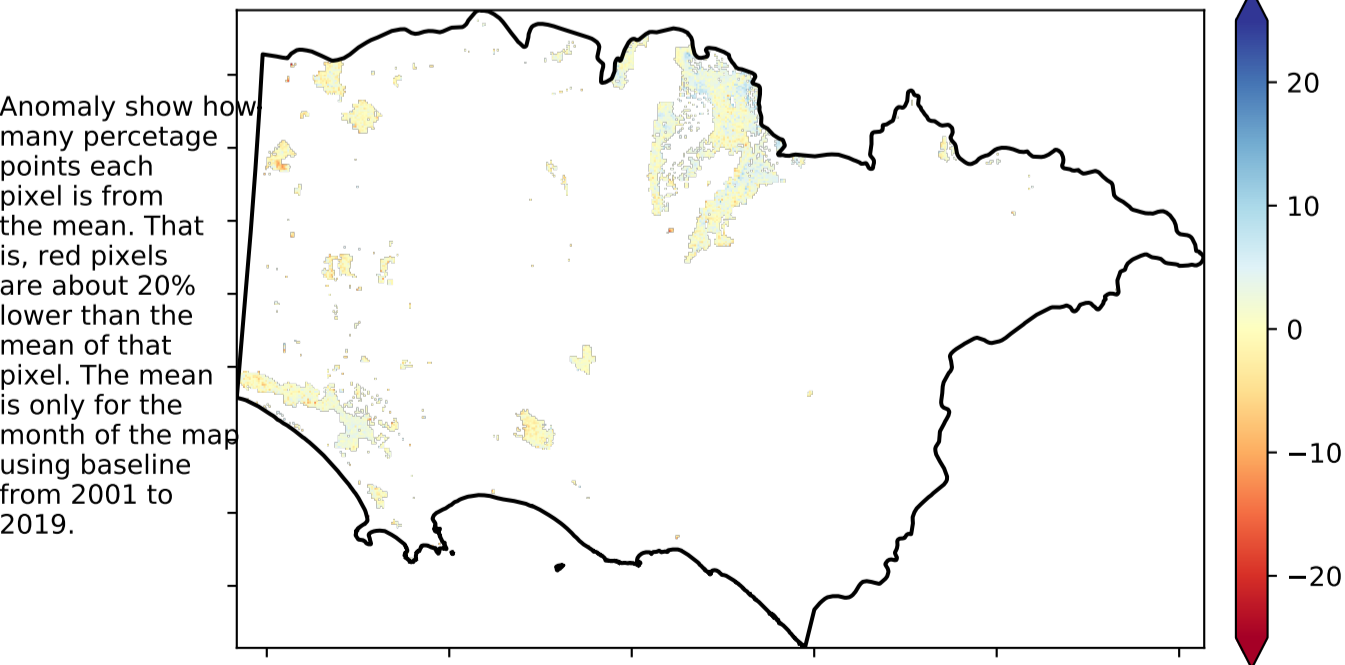 Anomaly show how
many percetage
points each
pixel is from
the mean. That
is, red pixels
are about 20%
lower than the
mean of that
pixel. The mean
is only for the
month of the map
using baseline
from 2001 to
2019.
20
10
0
−10
−20